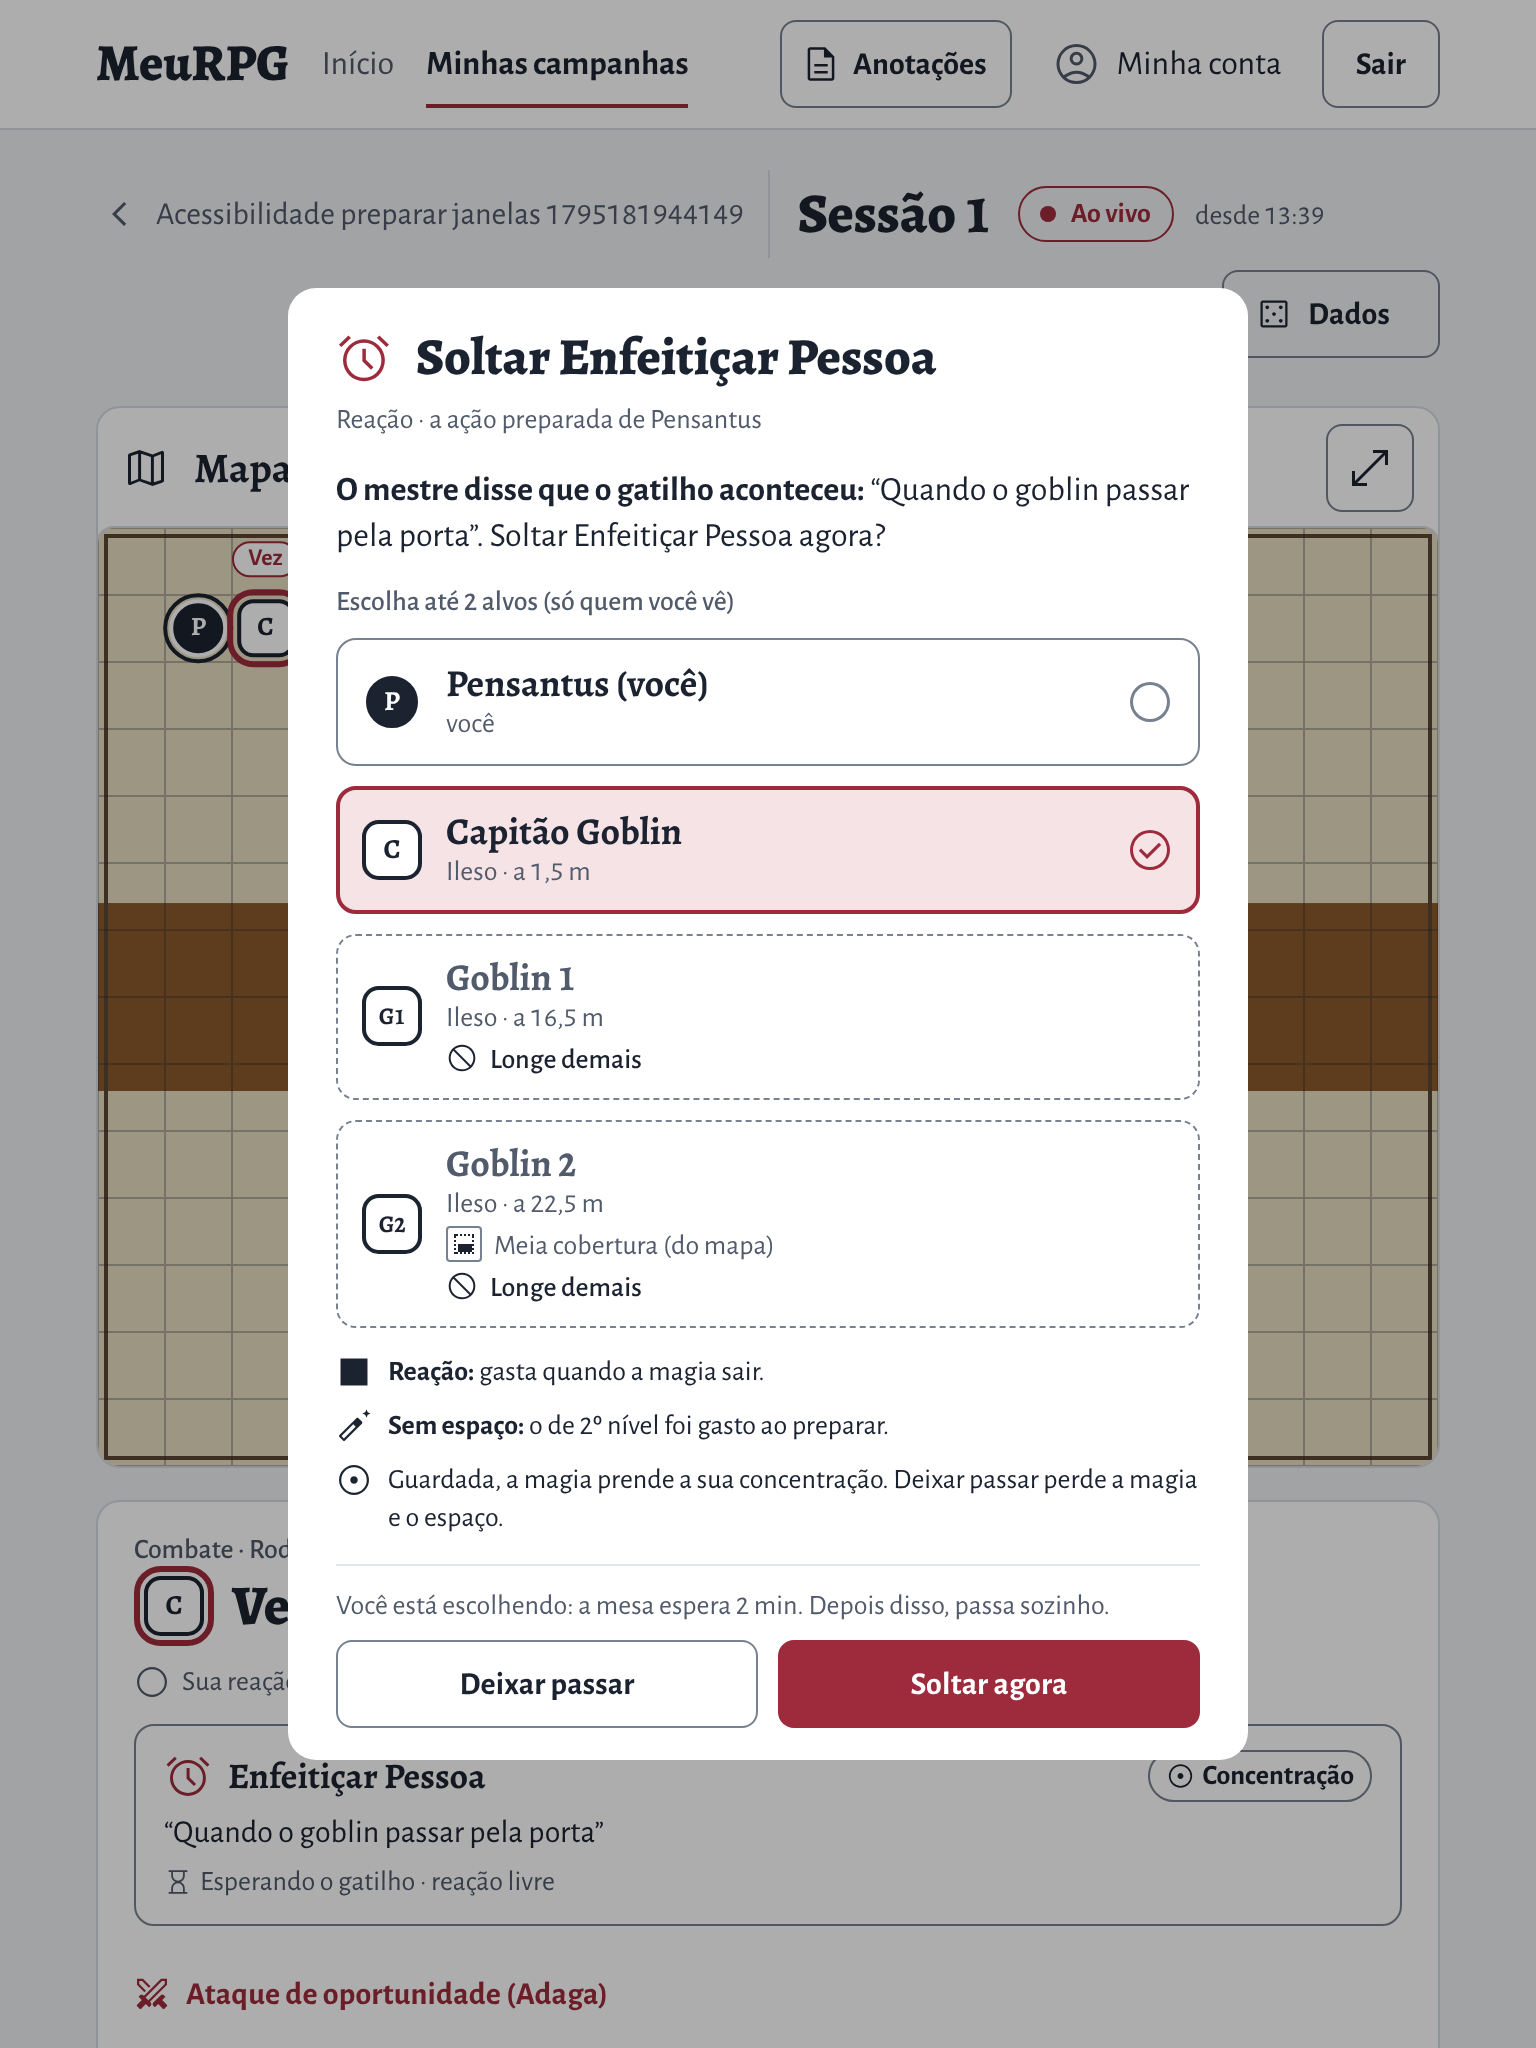 MeuRPG
Início
Minhas campanhas
Anotações
Minha conta
Sair
Acessibilidade preparar janelas 1795181944149
Sessão 1
Ao vivo
desde 13:39
Dados
Mapa
Vez
P
C
Soltar Enfeitiçar Pessoa
Reação · a ação preparada de Pensantus
O mestre disse que o gatilho aconteceu: “Quando o goblin passar
pela porta”. Soltar Enfeitiçar Pessoa agora?
Escolha até 2 alvos (só quem você vê)
P
Pensantus (você)
você
C
Capitão Goblin
Ileso · a 1,5 m
G1
Goblin 1
Ileso · a 16,5 m
Longe demais
G2
Goblin 2
Ileso · a 22,5 m
Meia cobertura (do mapa)
Longe demais
Reação: gasta quando a magia sair.
Sem espaço: o de 2º nível foi gasto ao preparar.
Guardada, a magia prende a sua concentração. Deixar passar perde a magia
e o espaço.
Você está escolhendo: a mesa espera 2 min. Depois disso, passa sozinho.
Deixar passar
Soltar agora
Combate ·
C
Sua
Enfeitiçar Pessoa
Concentração
“Quando o goblin passar pela porta”
Esperando o gatilho · reação livre
Ataque de oportunidade (Adaga)